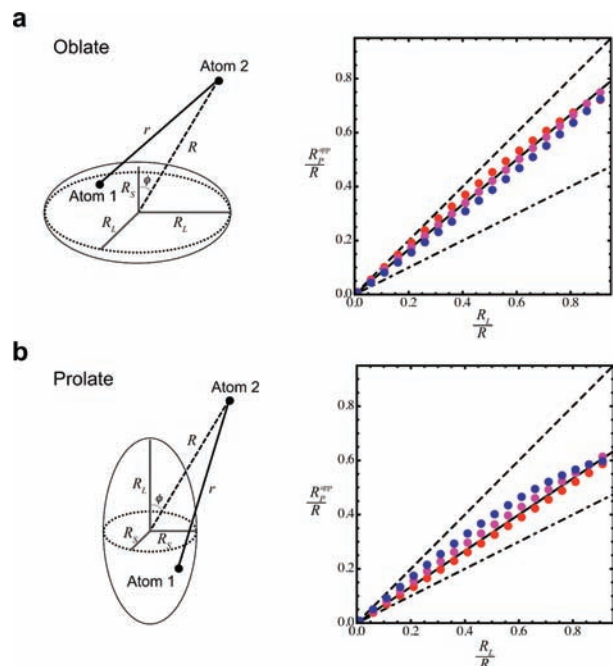 a
Oblate
Atom 2
r
R
R_S
ϕ
Atom 1
R_L
R_L
R_P^app
R
0.8
0.6
0.4
0.2
0.0
0.0
0.2
0.4
0.6
0.8
R_L
R
b
Prolate
Atom 2
R
R_L
ϕ
r
R_S
R_S
Atom 1
R_P^app
R
0.8
0.6
0.4
0.2
0.0
0.0
0.2
0.4
0.6
0.8
R_L
R